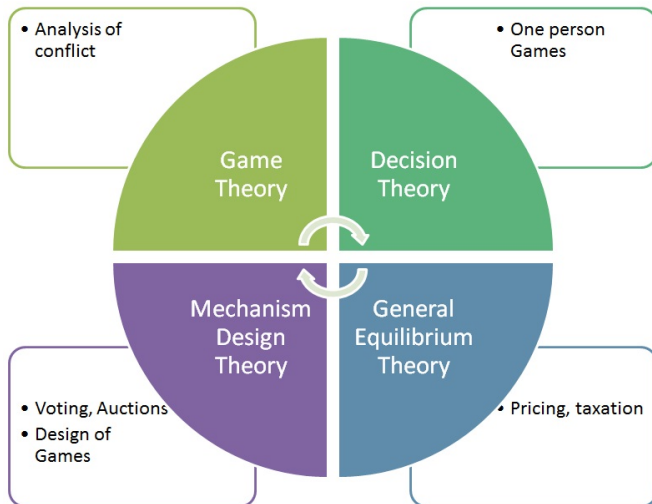 • Analysis of
conflict
• One person
Games
Game
Theory
Decision
Theory
Mechanism
Design
Theory
General
Equilibrium
Theory
• Voting, Auctions
• Design of
Games
• Pricing, taxation